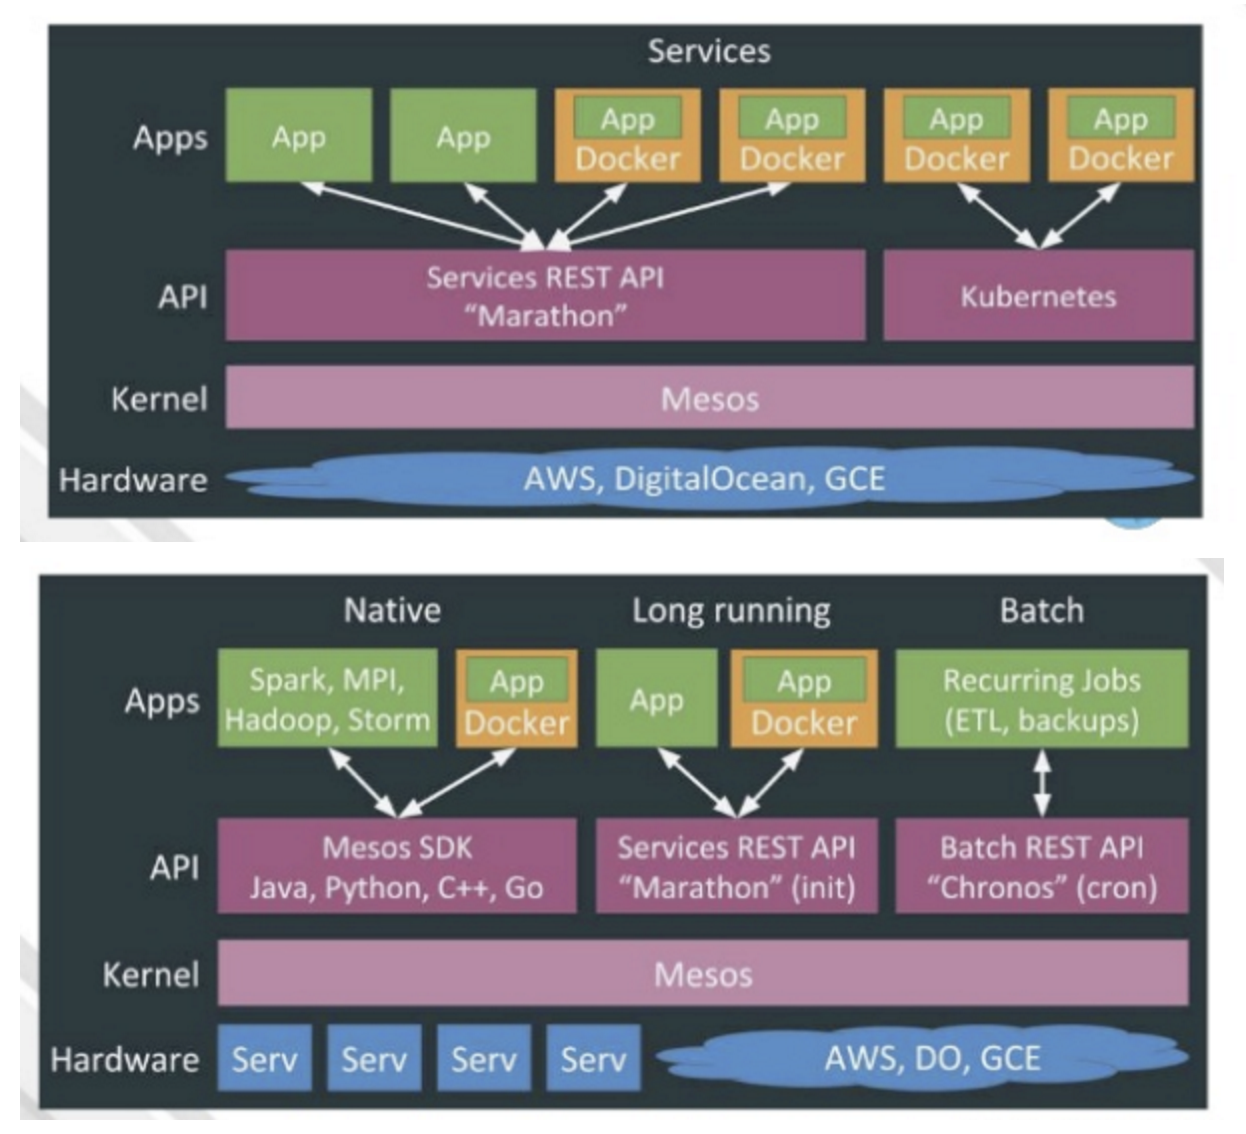 Services
Apps
App
App
App
Docker
App
Docker
App
Docker
App
Docker
API
Services REST API
“Marathon”
Kubernetes
Kernel
Mesos
Hardware
AWS, DigitalOcean, GCE
Native
Long running
Batch
Apps
Spark, MPI,
Hadoop, Storm
App
Docker
App
App
Docker
Recurring Jobs
(ETL, backups)
API
Mesos SDK
Java, Python, C++, Go
Services REST API
“Marathon” (init)
Batch REST API
“Chronos” (cron)
Kernel
Mesos
Hardware
Serv
Serv
Serv
Serv
AWS, DO, GCE